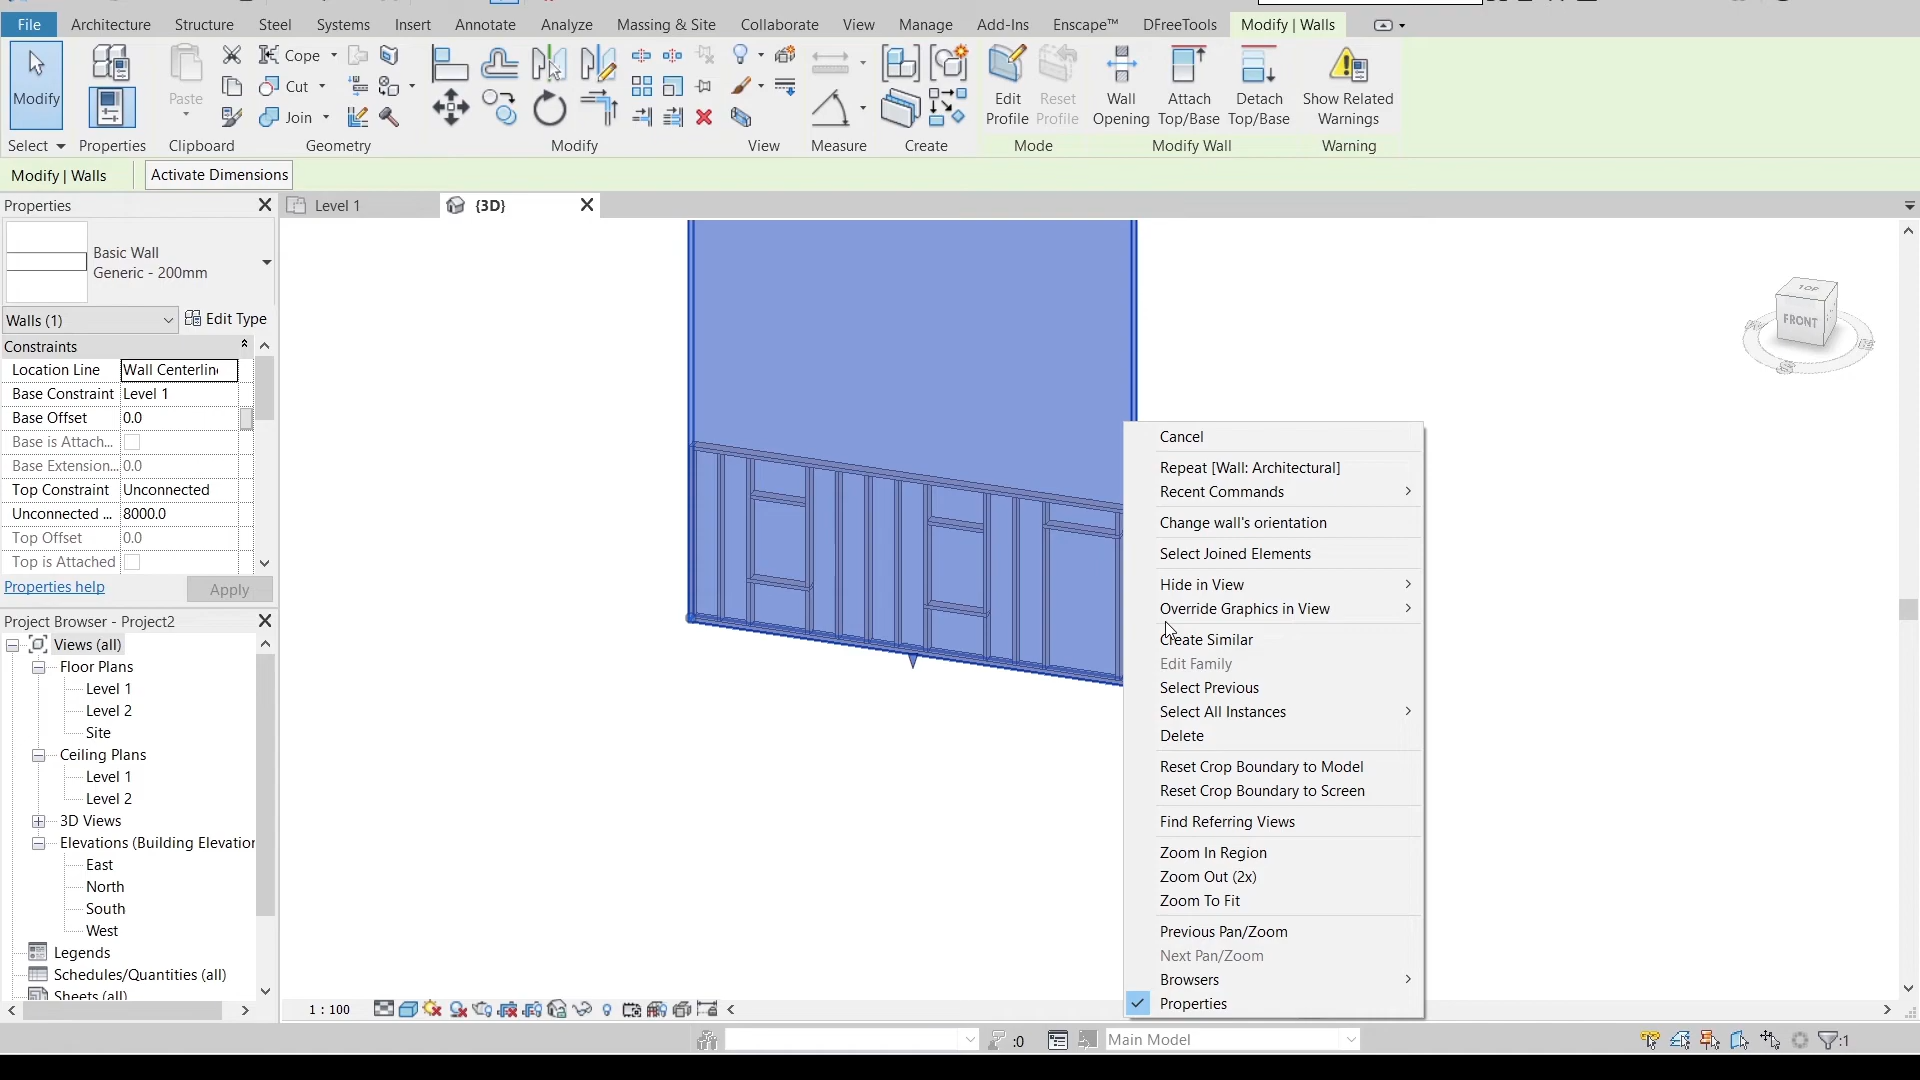 File Architecture Structure Steel Systems Insert Annotate Analyze Massing & Site Collaborate View Manage Add-Ins Enscape™ DFreeTools Modify | Walls
Modify
Paste
Cope
Cut
Join
Edit
Profile
Reset
Profile
Wall
Opening
Attach
Top/Base
Detach
Top/Base
Show Related
Warnings
Select Properties Clipboard Geometry Modify View Measure Create Mode Modify Wall Warning
Modify | Walls Activate Dimensions
Properties
Level 1 {3D}
Basic Wall
Generic - 200mm
Walls (1) Edit Type
Constraints
Location Line Wall Centerlin
Base Constraint Level 1
Base Offset 0.0
Base is Attach...
Base Extension... 0.0
Top Constraint Unconnected
Unconnected ... 8000.0
Top Offset 0.0
Top is Attached
Properties help Apply
Project Browser - Project2
Views (all)
Floor Plans
Level 1
Level 2
Site
Ceiling Plans
Level 1
Level 2
3D Views
Elevations (Building Elevation
East
North
South
West
Legends
Schedules/Quantities (all)
Sheets (all)
TOP
FRONT
Cancel
Repeat [Wall: Architectural]
Recent Commands
Change wall's orientation
Select Joined Elements
Hide in View
Override Graphics in View
Create Similar
Edit Family
Select Previous
Select All Instances
Delete
Reset Crop Boundary to Model
Reset Crop Boundary to Screen
Find Referring Views
Zoom In Region
Zoom Out (2x)
Zoom To Fit
Previous Pan/Zoom
Next Pan/Zoom
Browsers
Properties
1 : 100
:0 Main Model :1